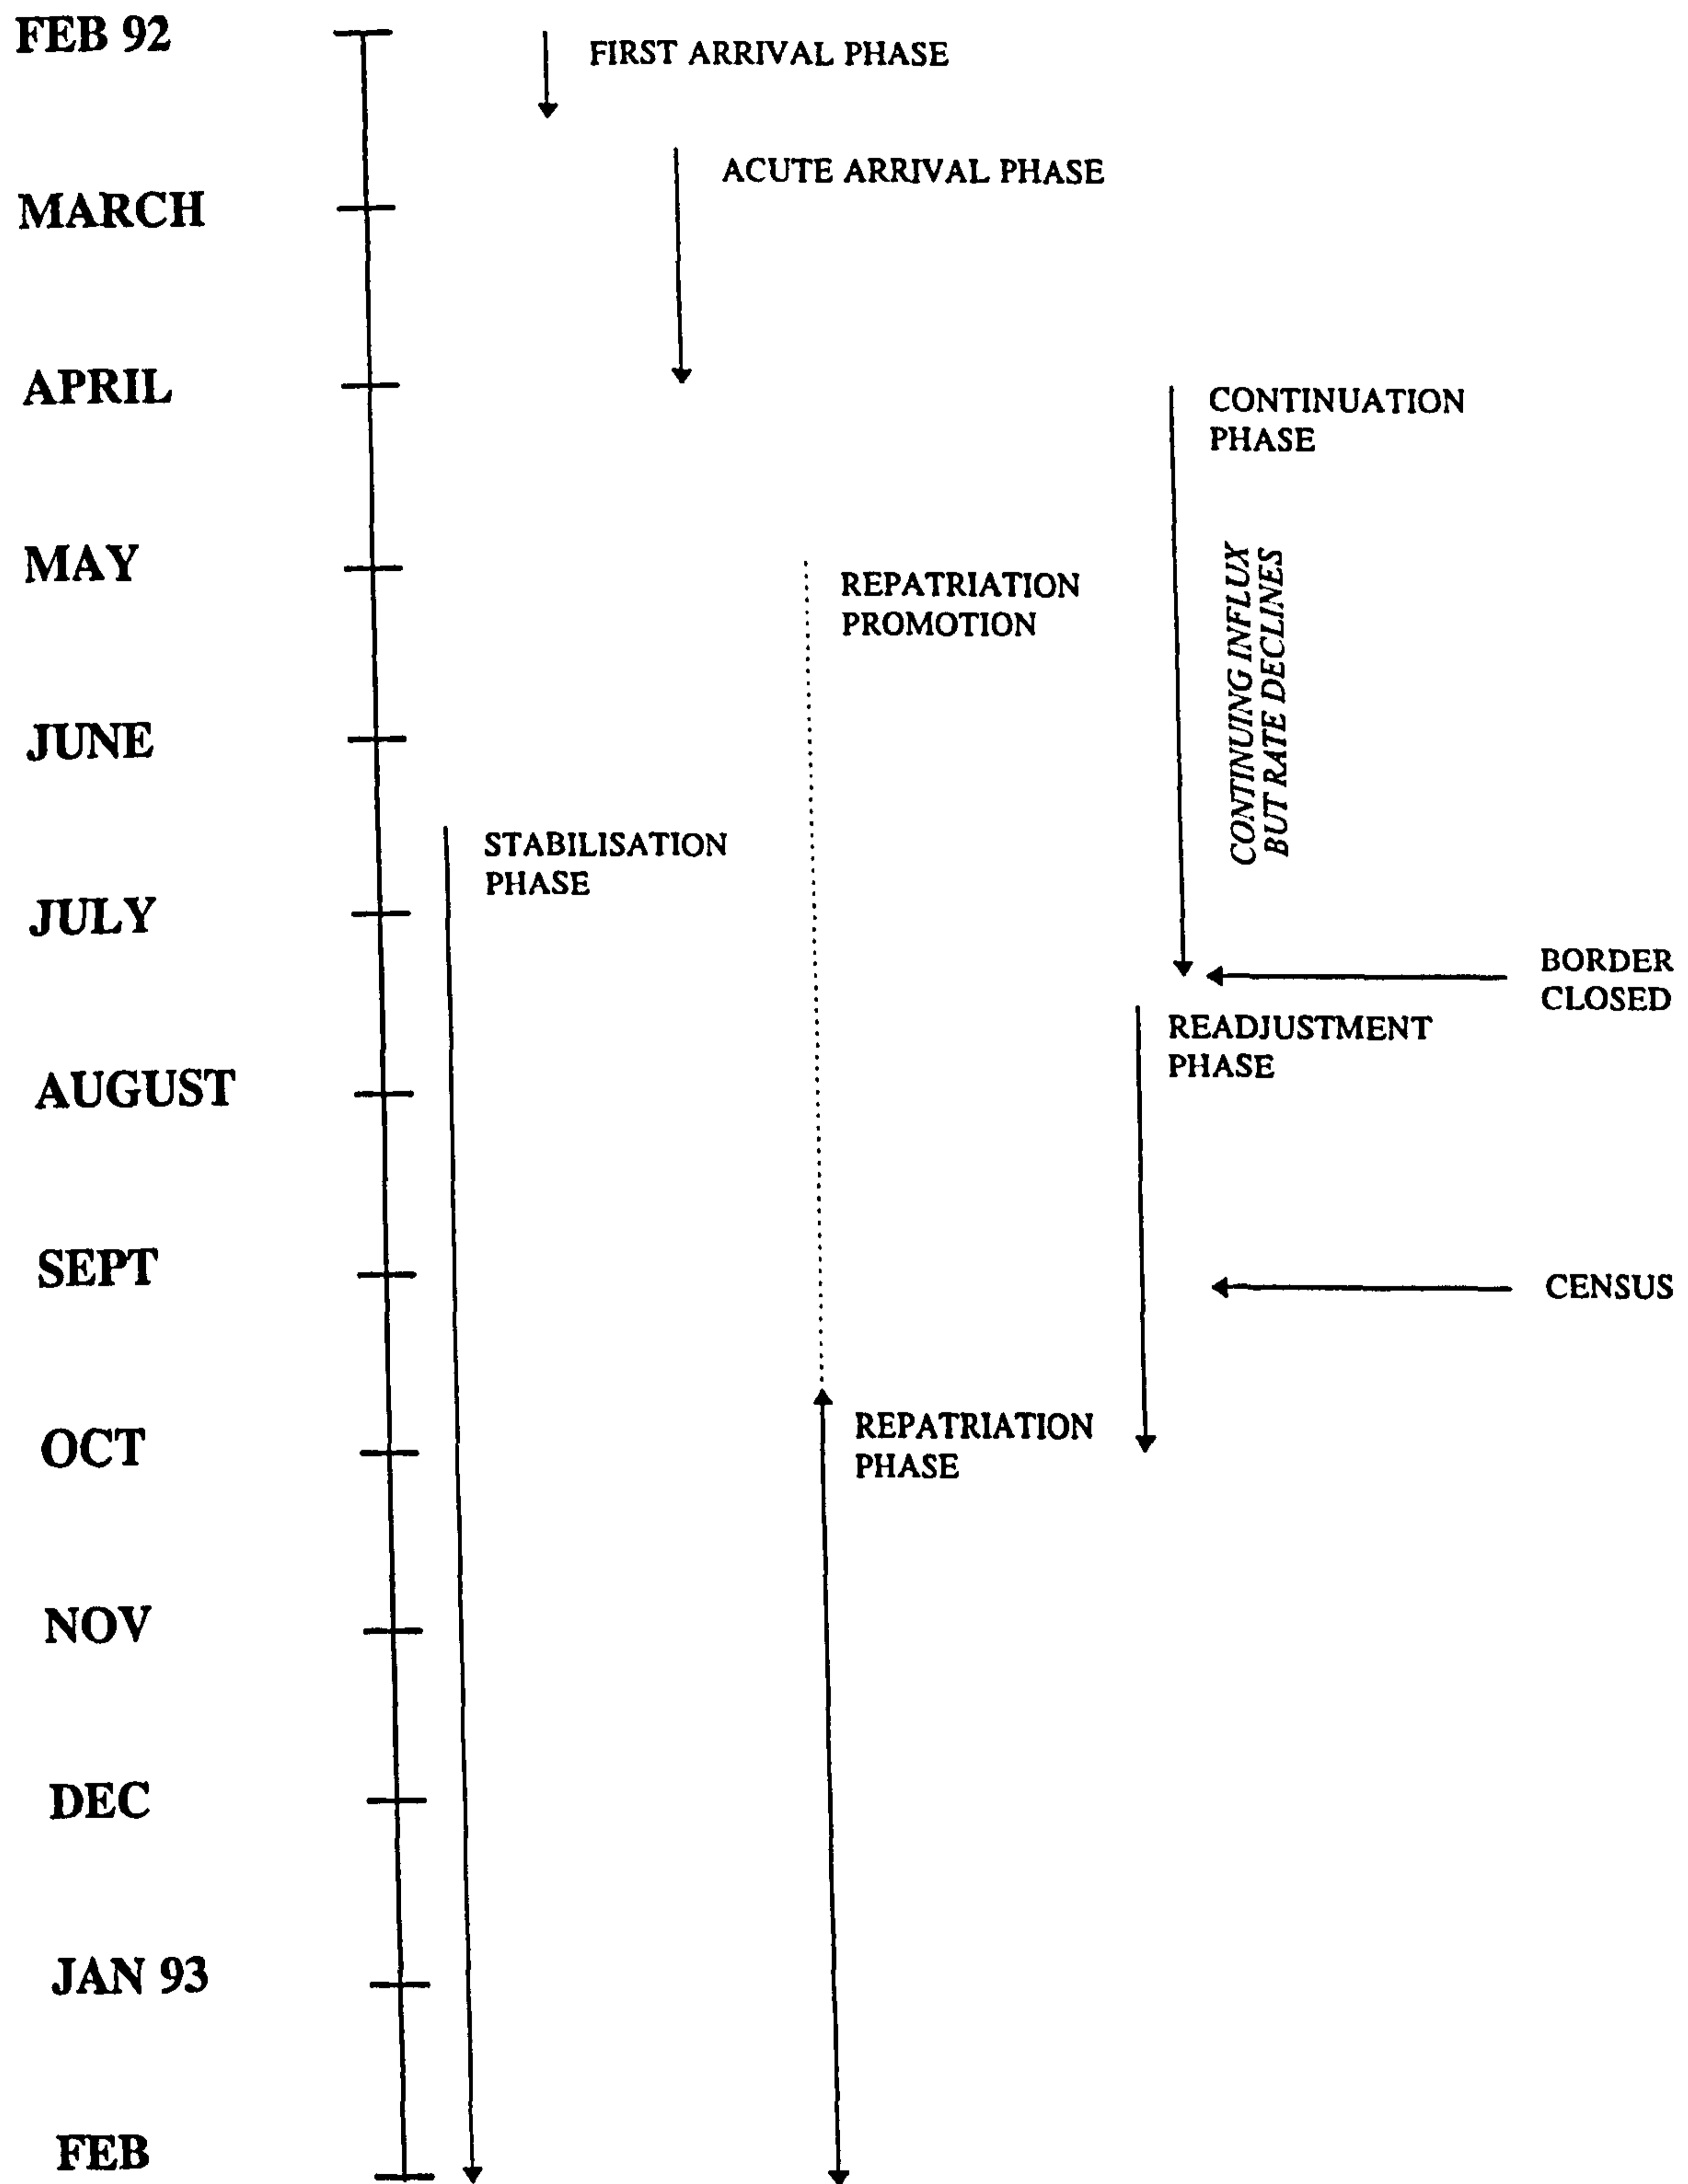 FEB 92
FIRST ARRIVAL PHASE
ACUTE ARRIVAL PHASE
MARCH
APRIL
CONTINUATION
PHASE
MAY
REPATRIATION
PROMOTION
CONTINUING INFLUX
BUT RATE DECLINES
JUNE
STABILISATION
PHASE
JULY
BORDER
CLOSED
READJUSTMENT
PHASE
AUGUST
SEPT
CENSUS
OCT
REPATRIATION
PHASE
NOV
DEC
JAN 93
FEB